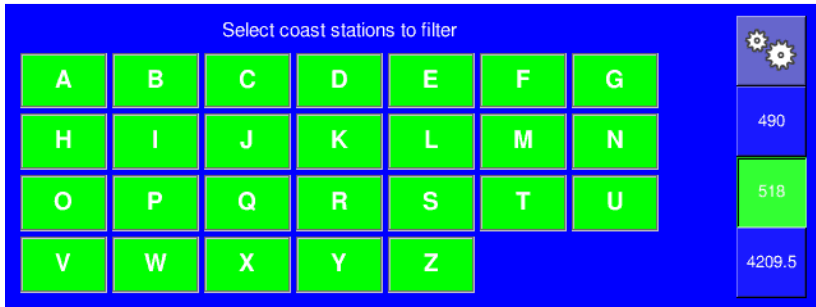 Select coast stations to filter
A B C D E F G
H I J K L M N
O P Q R S T U
V W X Y Z
490
518
4209.5